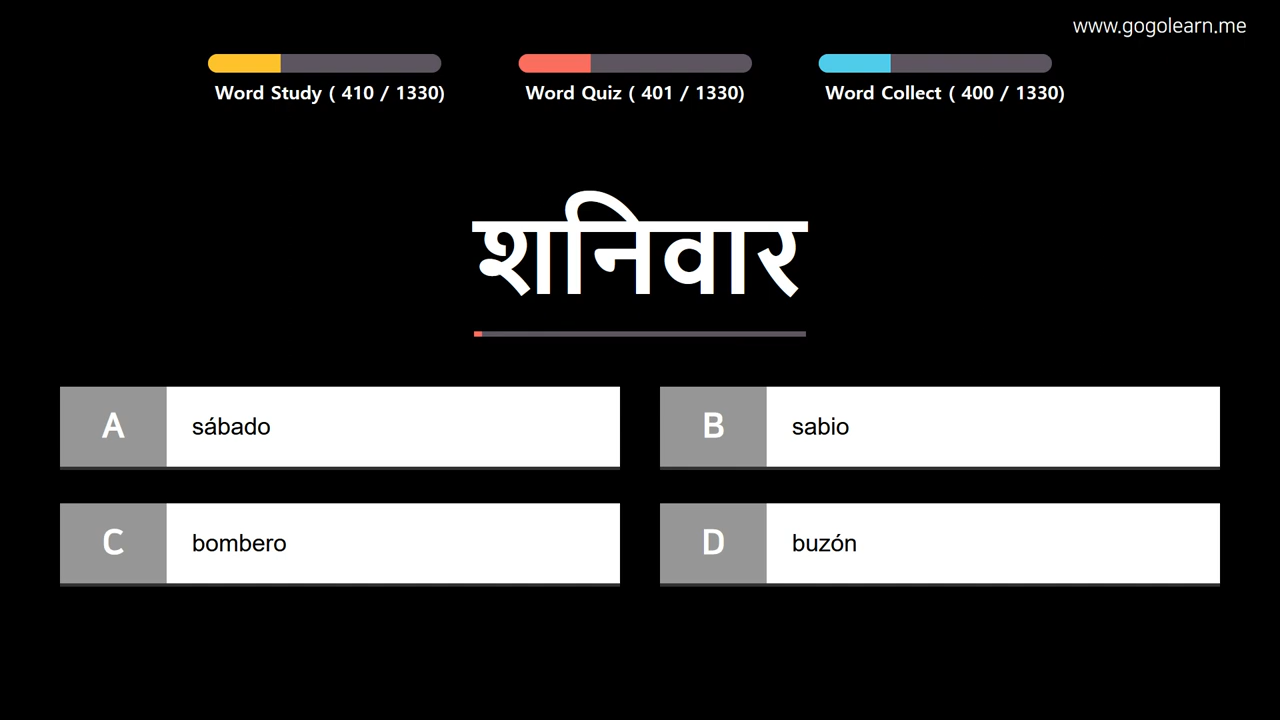 www.gogolearn.me
Word Study ( 410 / 1330)
Word Quiz ( 401 / 1330)
Word Collect ( 400 / 1330)
शनिवार
A sábado
B sabio
C bombero
D buzón